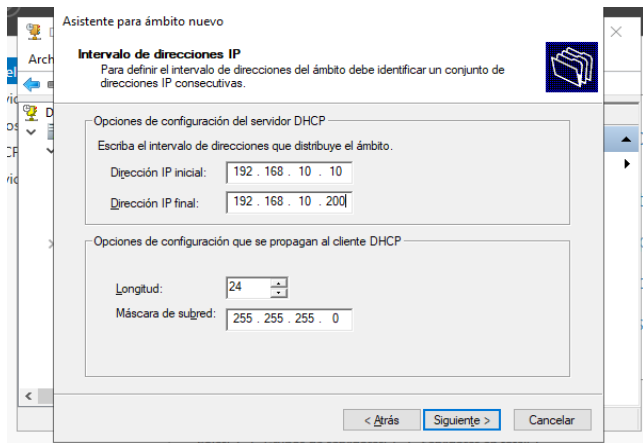 Asistente para ámbito nuevo
Arch
Intervalo de direcciones IP
Para definir el intervalo de direcciones del ámbito debe identificar un conjunto de
direcciones IP consecutivas.
D
Opciones de configuración del servidor DHCP
Escriba el intervalo de direcciones que distribuye el ámbito.
Dirección IP inicial: 192 . 168 . 10 . 10
Dirección IP final: 192 . 168 . 10 . 200
Opciones de configuración que se propagan al cliente DHCP
Longitud: 24
Máscara de subred: 255 . 255 . 255 . 0
< Atrás Siguiente > Cancelar